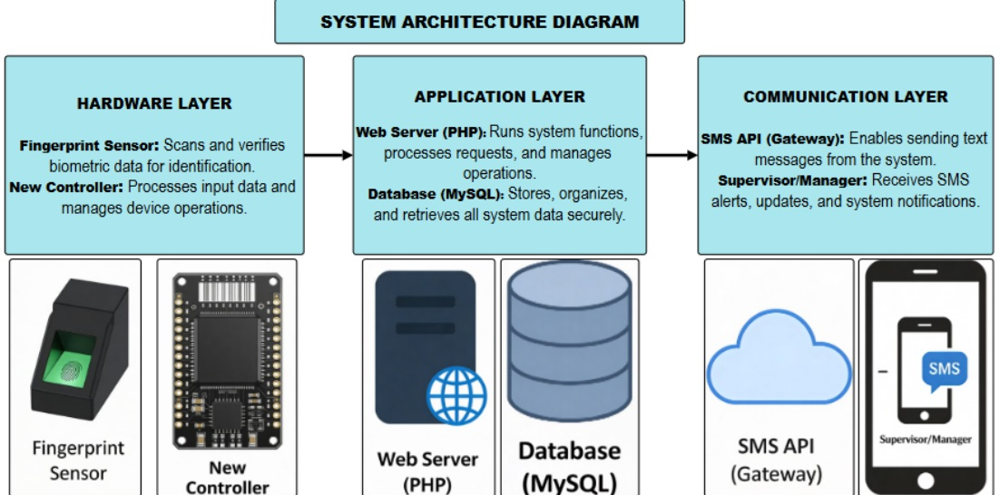 SYSTEM ARCHITECTURE DIAGRAM
HARDWARE LAYER
Fingerprint Sensor: Scans and verifies
biometric data for identification.
New Controller: Processes input data and
manages device operations.
APPLICATION LAYER
Web Server (PHP): Runs system functions,
processes requests, and manages
operations.
Database (MySQL): Stores, organizes,
and retrieves all system data securely.
COMMUNICATION LAYER
SMS API (Gateway): Enables sending text
messages from the system.
Supervisor/Manager: Receives SMS
alerts, updates, and system notifications.
Fingerprint
Sensor
New
Controller
Web Server
(PHP)
Database
(MySQL)
SMS API
(Gateway)
SMS
Supervisor/Manager